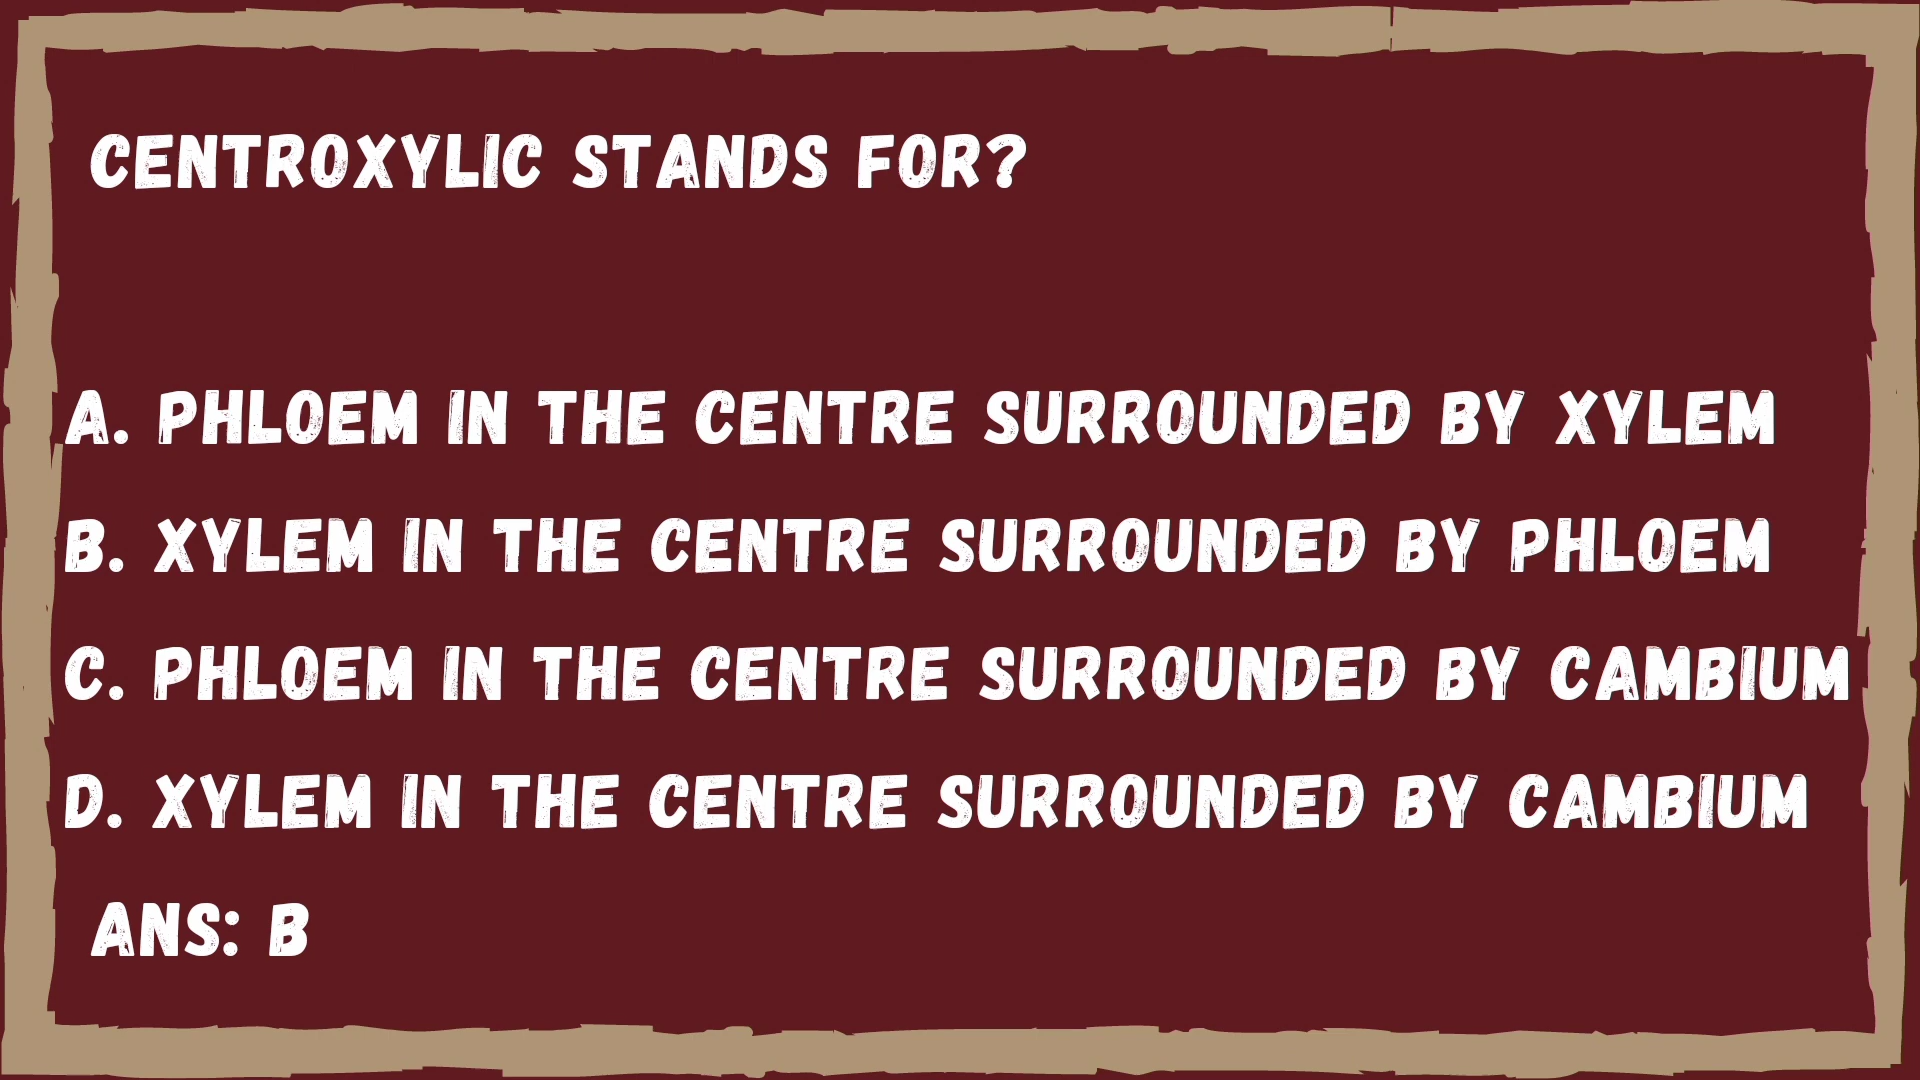 CENTROXYLIC STANDS FOR?
A. PHLOEM IN THE CENTRE SURROUNDED BY XYLEM
B. XYLEM IN THE CENTRE SURROUNDED BY PHLOEM
C. PHLOEM IN THE CENTRE SURROUNDED BY CAMBIUM
D. XYLEM IN THE CENTRE SURROUNDED BY CAMBIUM
ANS: B